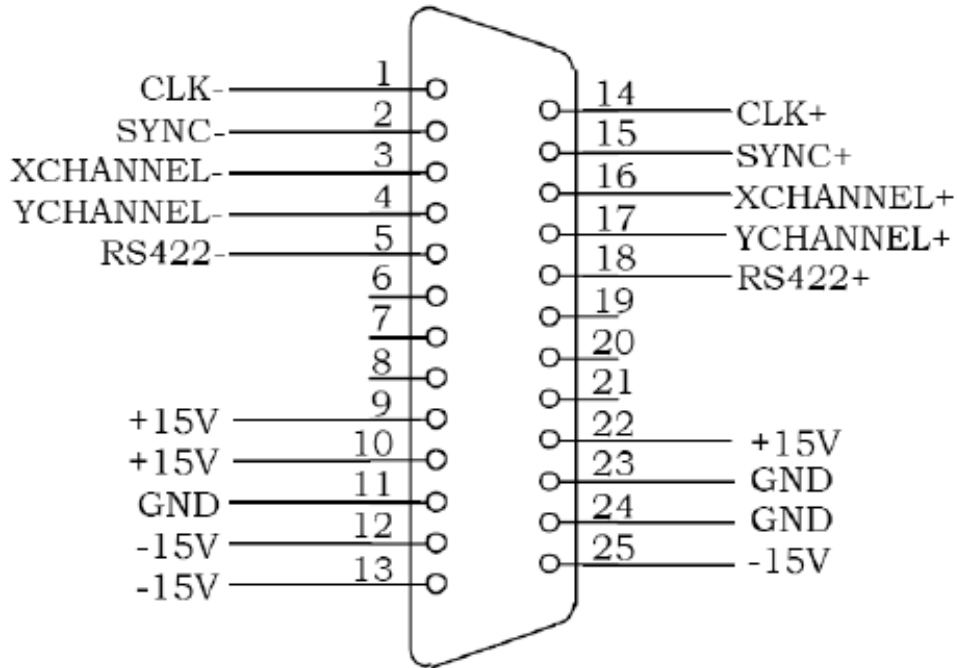 CLK- 1
SYNC- 2
XCHANNEL- 3
YCHANNEL- 4
RS422- 5
6
7
8
+15V 9
+15V 10
GND 11
-15V 12
-15V 13
14 CLK+
15 SYNC+
16 XCHANNEL+
17 YCHANNEL+
18 RS422+
19
20
21
22 +15V
23 GND
24 GND
25 -15V